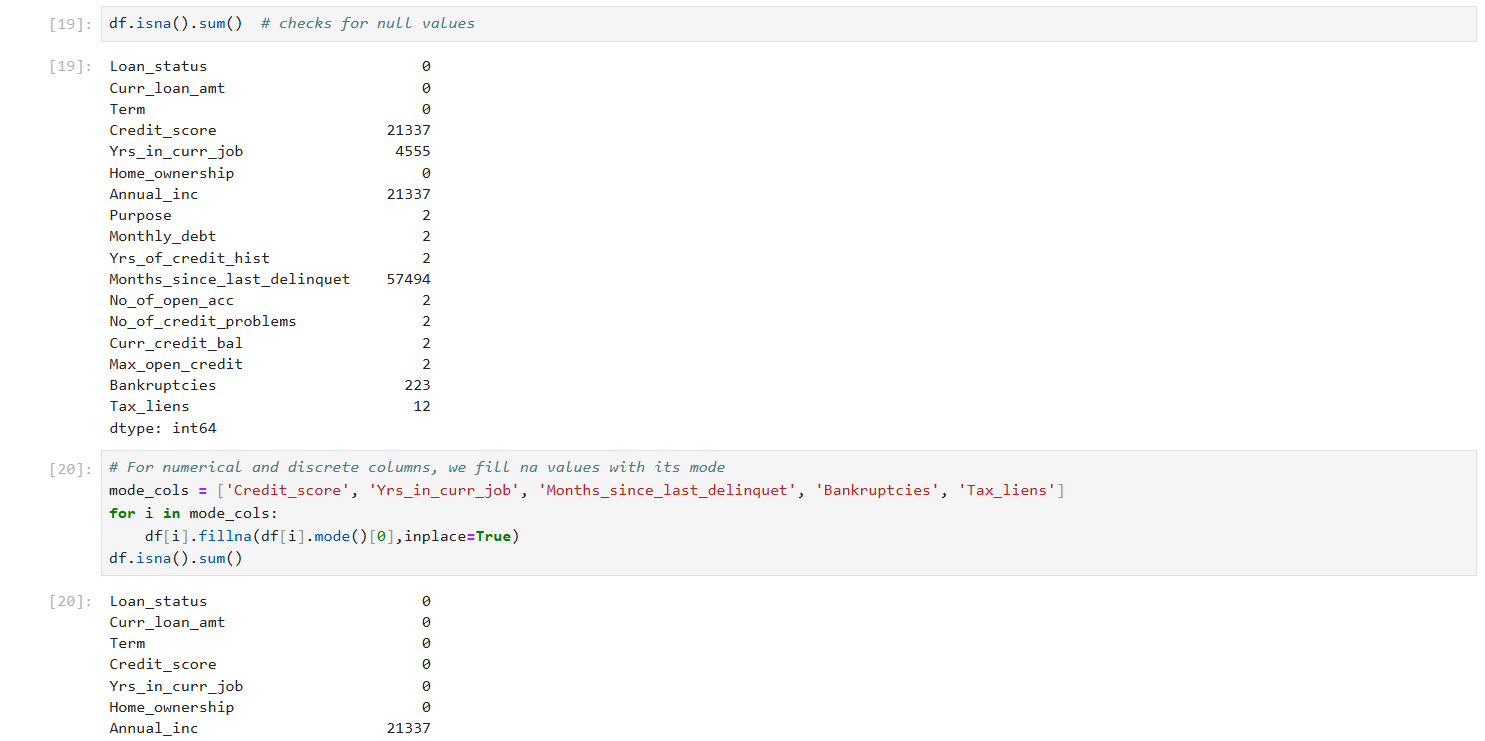 [19]: df.isna().sum()  # checks for null values
[19]: Loan_status 0
Curr_loan_amt 0
Term 0
Credit_score 21337
Yrs_in_curr_job 4555
Home_ownership 0
Annual_inc 21337
Purpose 2
Monthly_debt 2
Yrs_of_credit_hist 2
Months_since_last_delinquet 57494
No_of_open_acc 2
No_of_credit_problems 2
Curr_credit_bal 2
Max_open_credit 2
Bankruptcies 223
Tax_liens 12
dtype: int64
[20]: # For numerical and discrete columns, we fill na values with its mode
mode_cols = ['Credit_score', 'Yrs_in_curr_job', 'Months_since_last_delinquet', 'Bankruptcies', 'Tax_liens']
for i in mode_cols:
    df[i].fillna(df[i].mode()[0],inplace=True)
df.isna().sum()
[20]: Loan_status 0
Curr_loan_amt 0
Term 0
Credit_score 0
Yrs_in_curr_job 0
Home_ownership 0
Annual_inc 21337